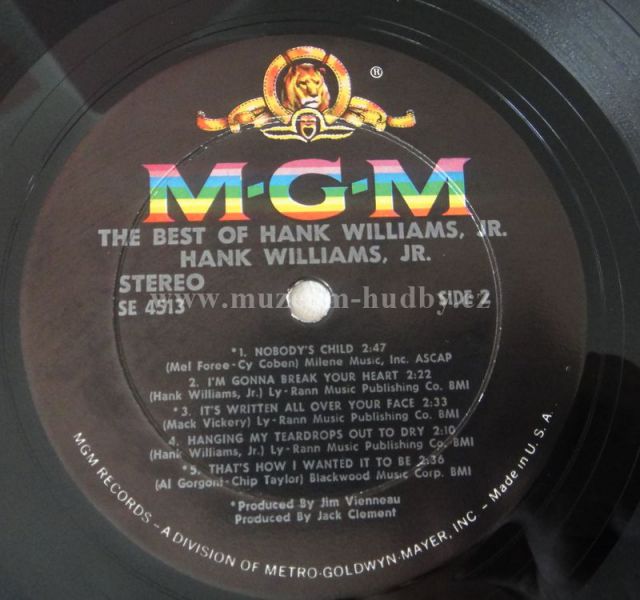 ®
M-G-M
THE BEST OF HANK WILLIAMS, JR.
HANK WILLIAMS, JR.
STEREO
SE 4513
SIDE 2
www.muzeum-hudby.cz
*1. NOBODY'S CHILD 2:47
(Mel Foree-Cy Coben) Milene Music, Inc. ASCAP
2. I'M GONNA BREAK YOUR HEART 2:22
(Hank Williams, Jr.) Ly-Rann Music Publishing Co. BMI
*3. IT'S WRITTEN ALL OVER YOUR FACE 2:33
(Mack Vickery) Ly-Rann Music Publishing Co. BMI
4. HANGING MY TEARDROPS OUT TO DRY 2:10
(Hank Williams, Jr.) Ly-Rann Music Publishing Co. BMI
*5. THAT'S HOW I WANTED IT TO BE 2:36
(Al Gorgoni-Chip Taylor) Blackwood Music Corp. BMI
*Produced By Jim Vienneau
Produced By Jack Clement
MGM RECORDS - A DIVISION OF METRO-GOLDWYN-MAYER, INC - Made in U. S. A.